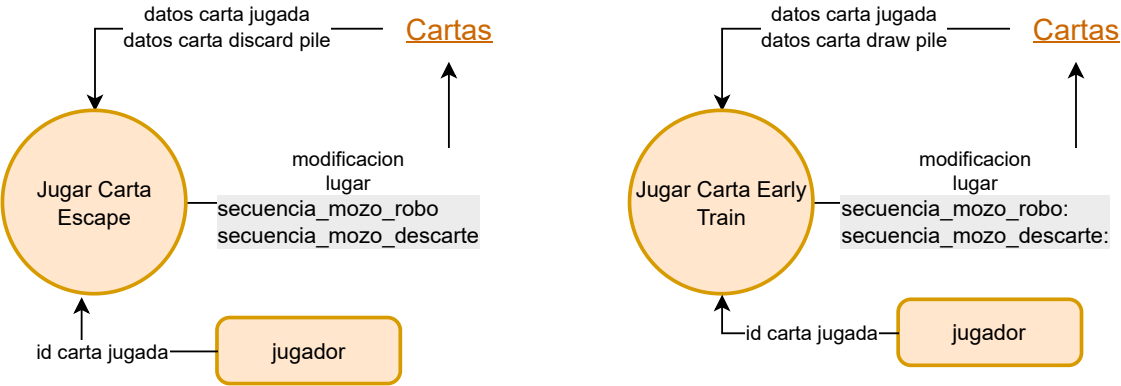 datos carta jugada
datos carta discard pile
Cartas
modificacion
lugar
secuencia_mozo_robo
secuencia_mozo_descarte
Jugar Carta
Escape
id carta jugada
jugador
datos carta jugada
datos carta draw pile
Cartas
modificacion
lugar
secuencia_mozo_robo:
secuencia_mozo_descarte:
Jugar Carta Early
Train
id carta jugada
jugador